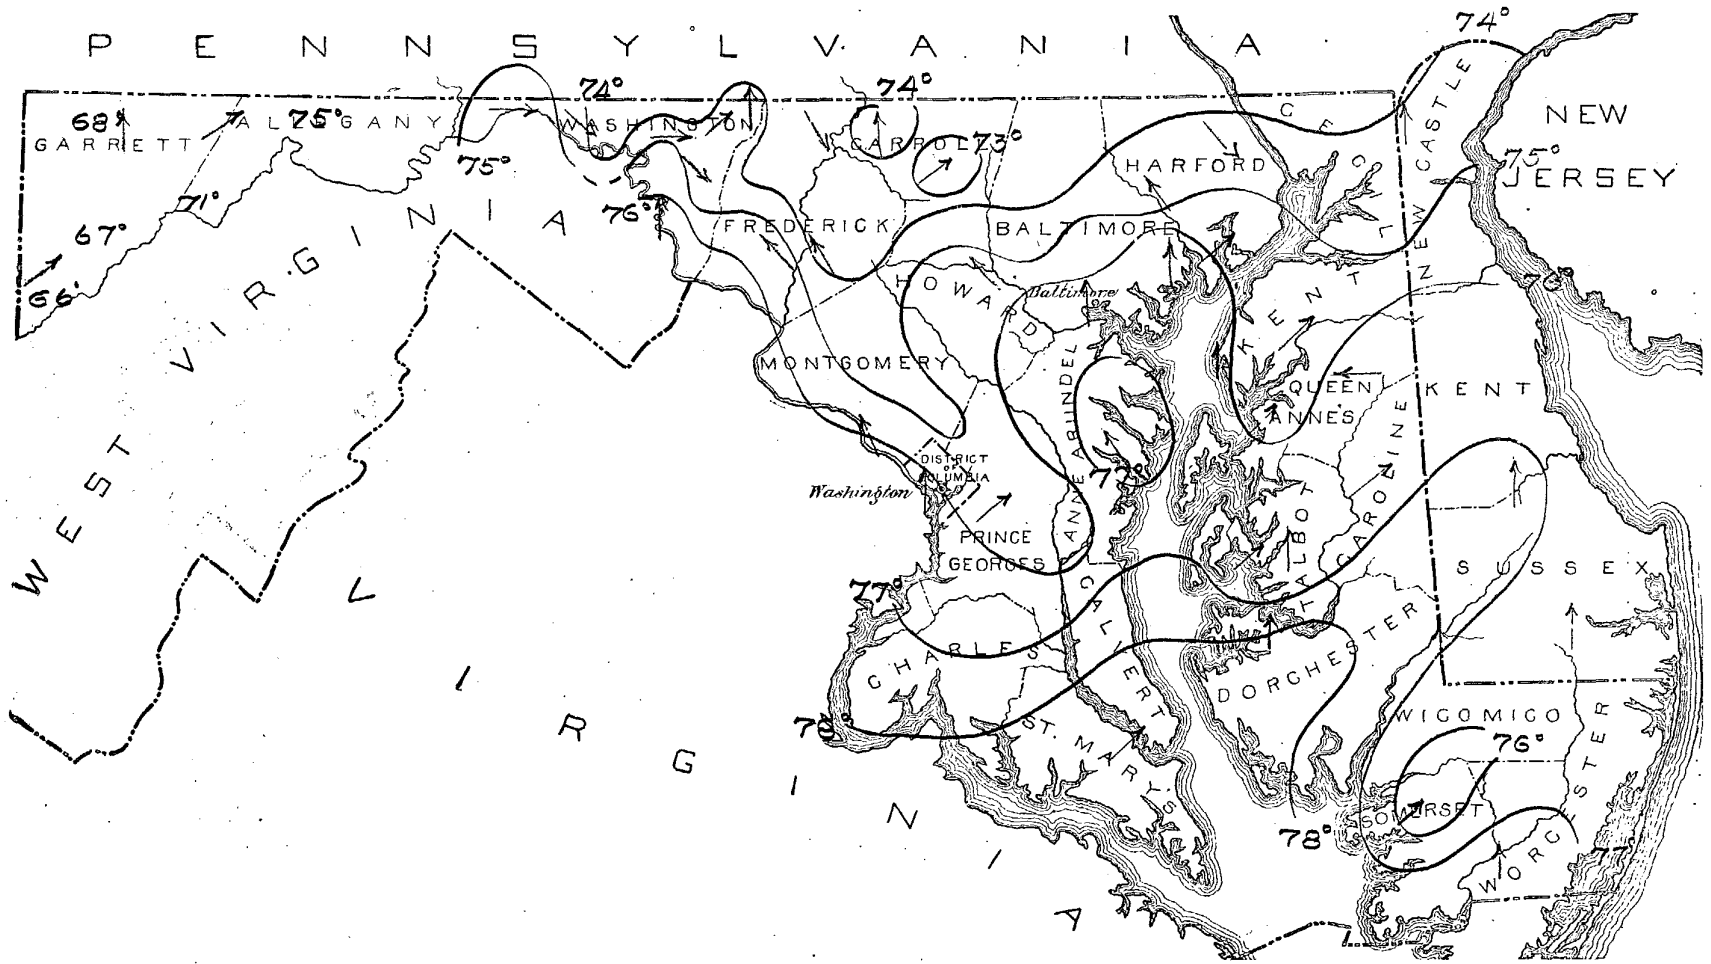 PENNSYLVANIA
74°
NEW
JERSEY
68°
GARRETT
ALLEGANY
75°
75°
74°
WASHINGTON
74°
CARROLL
73°
HARFORD
CECIL
NEW CASTLE
75°
71°
67°
66°
76°
FREDERICK
BALTIMORE
HOWARD
Baltimore
KENT
76°
WEST VIRGINIA
MONTGOMERY
ANNE ARUNDEL
QUEEN
ANNE'S
KENT
CAROLINE
DISTRICT
OF
COLUMBIA
Washington
TALBOT
PRINCE
GEORGES
SUSSEX
77°
CALVERT
CHARLES
DORCHESTER
78°
ST. MARYS
WICOMICO
76°
SOMERSET
78°
WORCESTER
77°
VIRGINIA